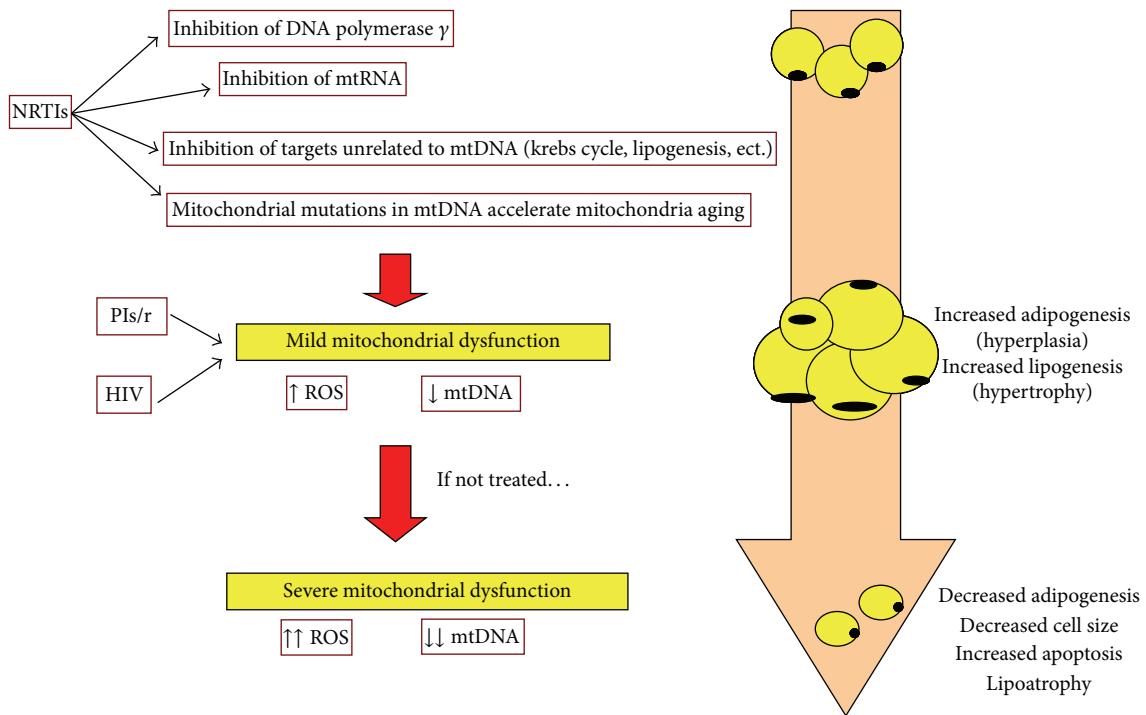 Inhibition of DNA polymerase γ
Inhibition of mtRNA
NRTIs
Inhibition of targets unrelated to mtDNA (krebs cycle, lipogenesis, ect.)
Mitochondrial mutations in mtDNA accelerate mitochondria aging
PIs/r
HIV
Mild mitochondrial dysfunction
↑ ROS
↓ mtDNA
Increased adipogenesis
(hyperplasia)
Increased lipogenesis
(hypertrophy)
If not treated…
Severe mitochondrial dysfunction
↑↑ ROS
↓↓ mtDNA
Decreased adipogenesis
Decreased cell size
Increased apoptosis
Lipoatrophy